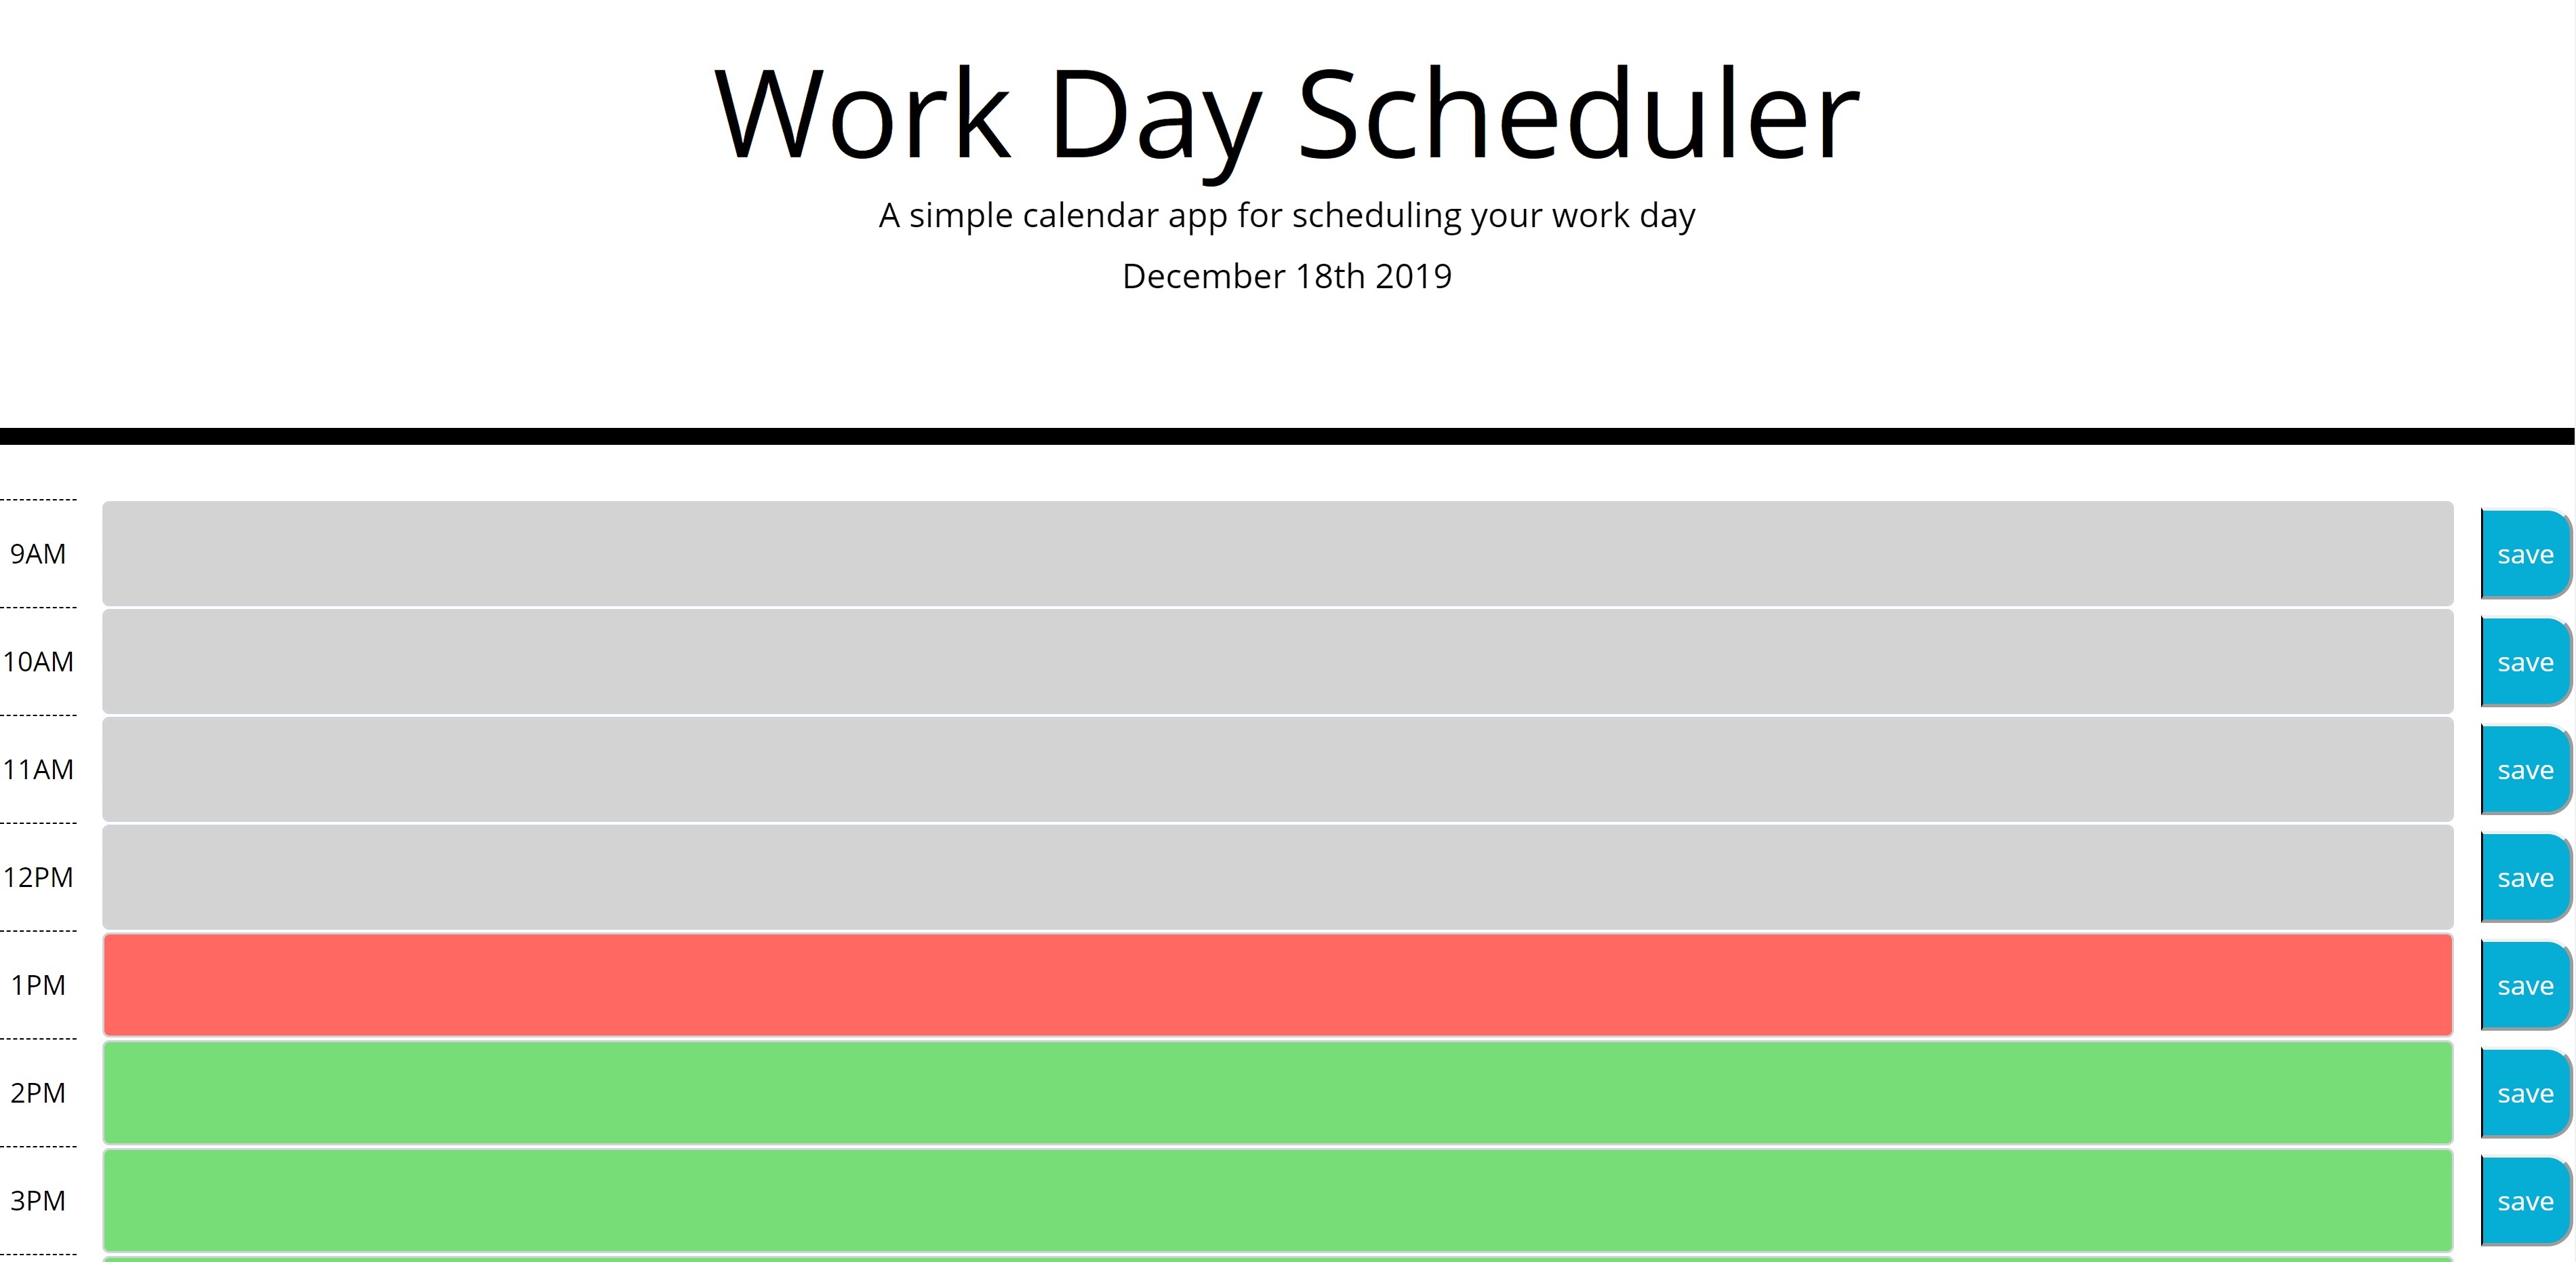 Work Day Scheduler
A simple calendar app for scheduling your work day
December 18th 2019
9AM save
10AM save
11AM save
12PM save
1PM save
2PM save
3PM save